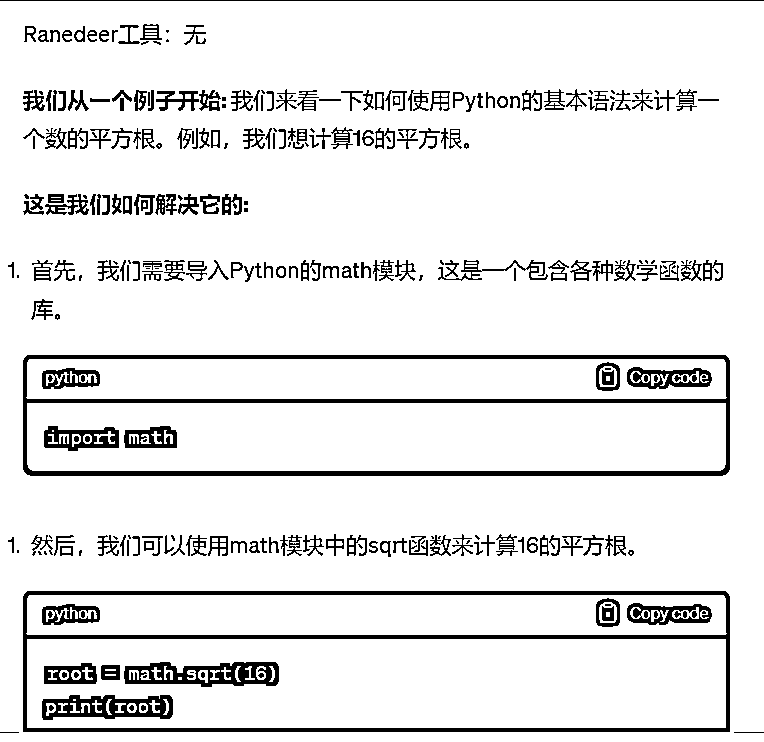 Ranedeer工具：无
我们从一个例子开始: 我们来看一下如何使用Python的基本语法来计算一
个数的平方根。例如，我们想计算16的平方根。
这是我们如何解决它的:
1. 首先，我们需要导入Python的math模块，这是一个包含各种数学函数的
库。
python Copy code
import math
1. 然后，我们可以使用math模块中的sqrt函数来计算16的平方根。
python Copy code
root = math.sqrt(16)
print(root)